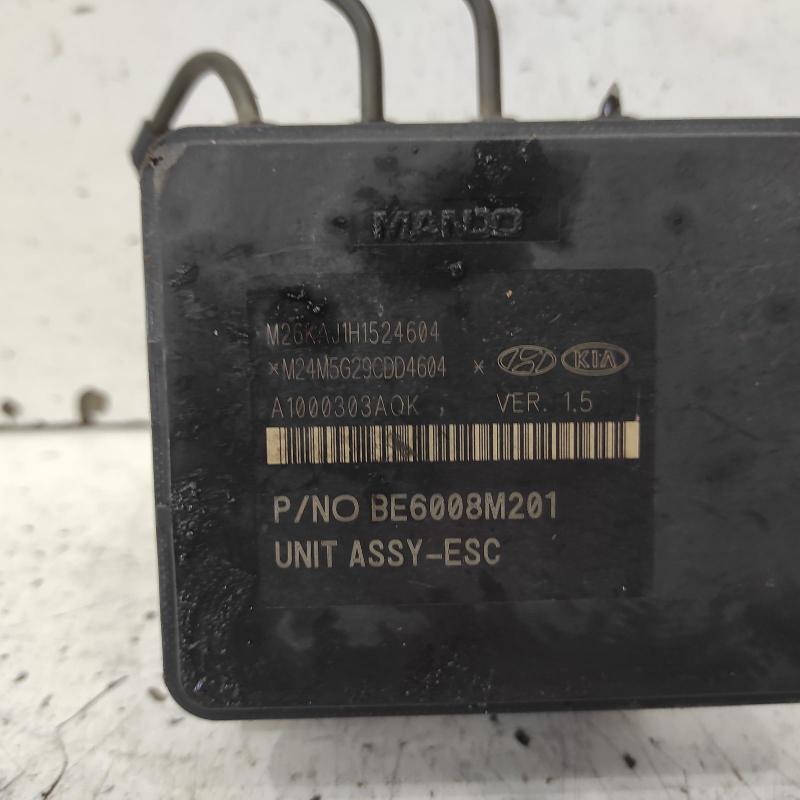 MANDO
M26KAJ1H1524604
*M24M5G29CDD4604 *
KIA
A1000303AQK VER. 1.5
P/NO BE6008M201
UNIT ASSY-ESC